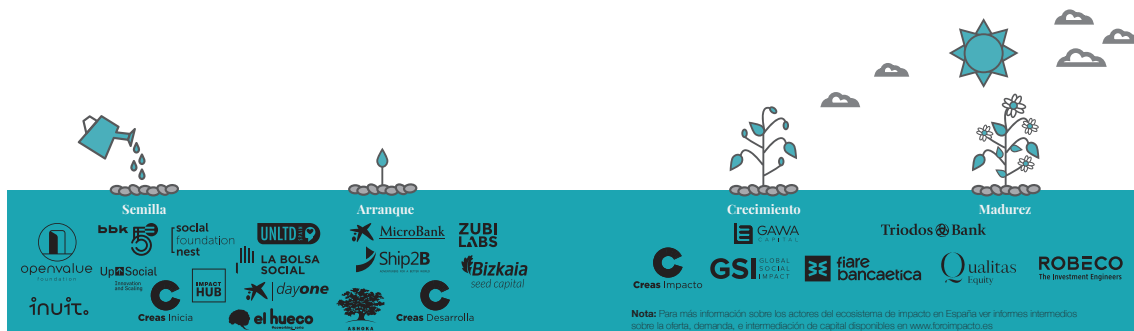 Semilla
Arranque
Crecimiento
Madurez
openvalue
foundation
bbk
social
foundation
nest
UpSocial
Innovation
and Scaling
inuit.
IMPACT
HUB
Creas Inicia
UNLTD
LA BOLSA
SOCIAL
dayone
el hueco
MicroBank
Ship2B
ASHOKA
Creas Desarrolla
ZUBI
LABS
Bizkaia
seed capital
GAWA
CAPITAL
Creas Impacto
GSI
GLOBAL
SOCIAL
IMPACT
fiare
bancaetica
Triodos Bank
Qualitas
Equity
ROBECO
The Investment Engineers
Nota: Para más información sobre los actores del ecosistema de impacto en España ver informes intermedios
sobre la oferta, demanda, e intermediación de capital disponibles en www.foroimpacto.es